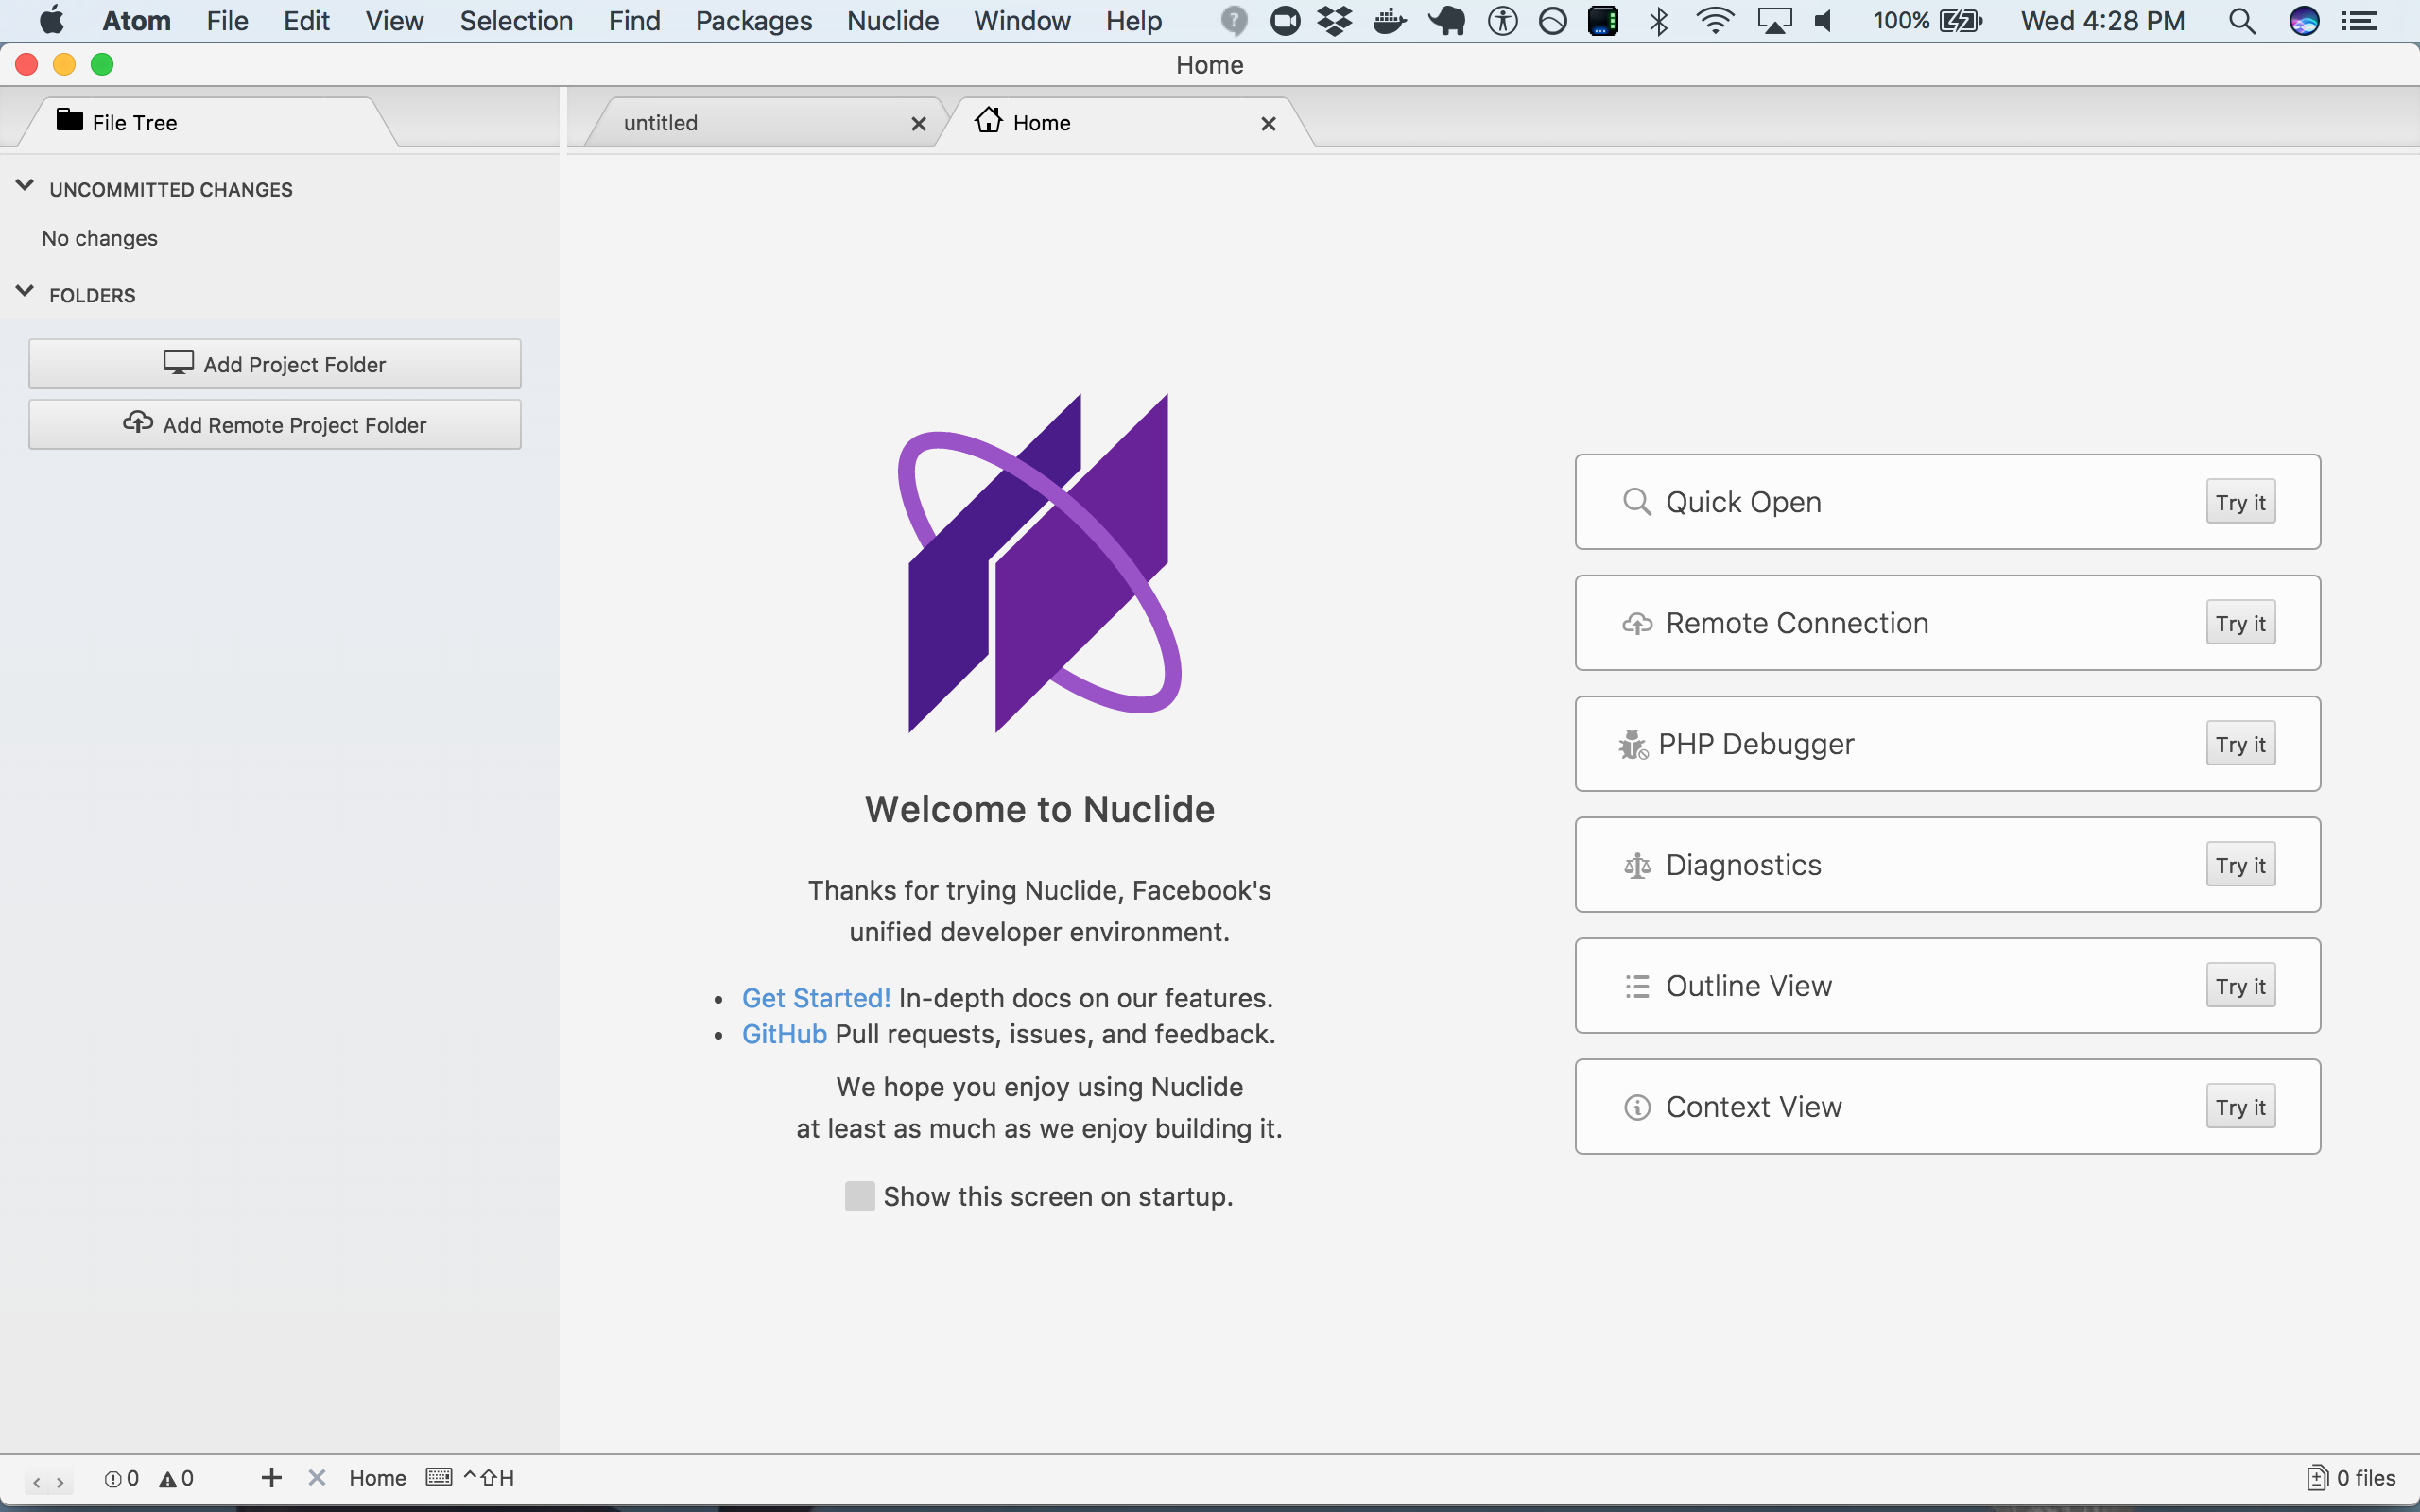 Atom File Edit View Selection Find Packages Nuclide Window Help 100% Wed 4:28 PM
Home
File Tree
untitled
Home
UNCOMMITTED CHANGES
No changes
FOLDERS
Add Project Folder
Add Remote Project Folder
Welcome to Nuclide
Thanks for trying Nuclide, Facebook's
unified developer environment.
• Get Started! In-depth docs on our features.
• GitHub Pull requests, issues, and feedback.
We hope you enjoy using Nuclide
at least as much as we enjoy building it.
Show this screen on startup.
Quick Open Try it
Remote Connection Try it
PHP Debugger Try it
Diagnostics Try it
Outline View Try it
Context View Try it
0 0 Home ^⇧H 0 files